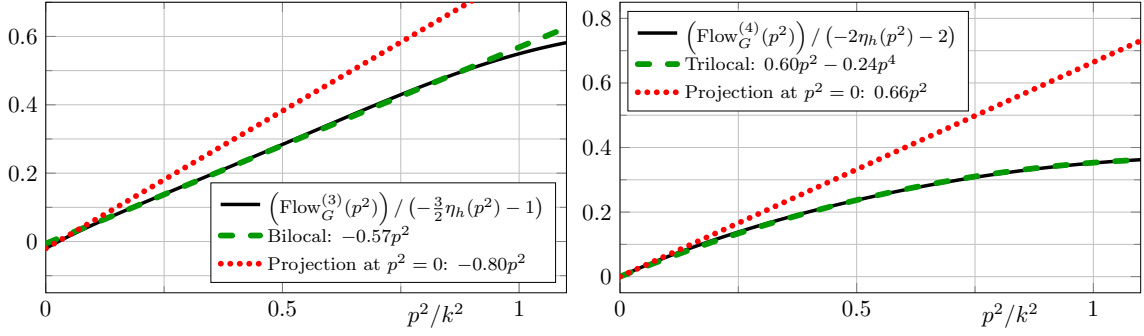 0.6
0.4
0.2
0
0
0.5
p²/k²
1
(Flow_G^(3)(p²)) / (−3/2 η_h(p²) − 1)
Bilocal: −0.57p²
Projection at p² = 0: −0.80p²
0.8
0.6
0.4
0.2
0
0
0.5
p²/k²
1
(Flow_G^(4)(p²)) / (−2η_h(p²) − 2)
Trilocal: 0.60p² − 0.24p⁴
Projection at p² = 0: 0.66p²